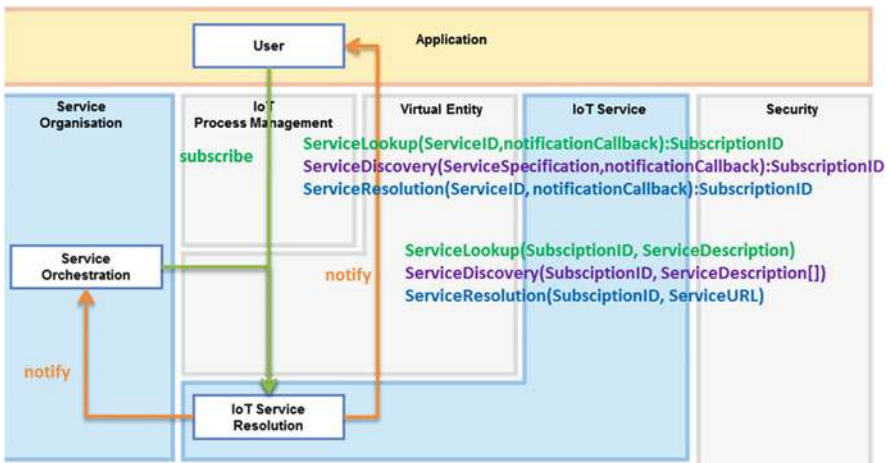 User
Application
Service
Organisation
IoT
Process Management
Virtual Entity
IoT Service
Security
subscribe
ServiceLookup(ServiceID,notificationCallback):SubscriptionID
ServiceDiscovery(ServiceSpecification,notificationCallback):SubscriptionID
ServiceResolution(ServiceID, notificationCallback):SubscriptionID
Service
Orchestration
notify
ServiceLookup(SubsciptionID, ServiceDescription)
ServiceDiscovery(SubsciptionID, ServiceDescription[])
ServiceResolution(SubsciptionID, ServiceURL)
notify
IoT Service
Resolution